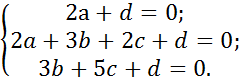 2a + d = 0;
2a + 3b + 2c + d = 0;
3b + 5c + d = 0.